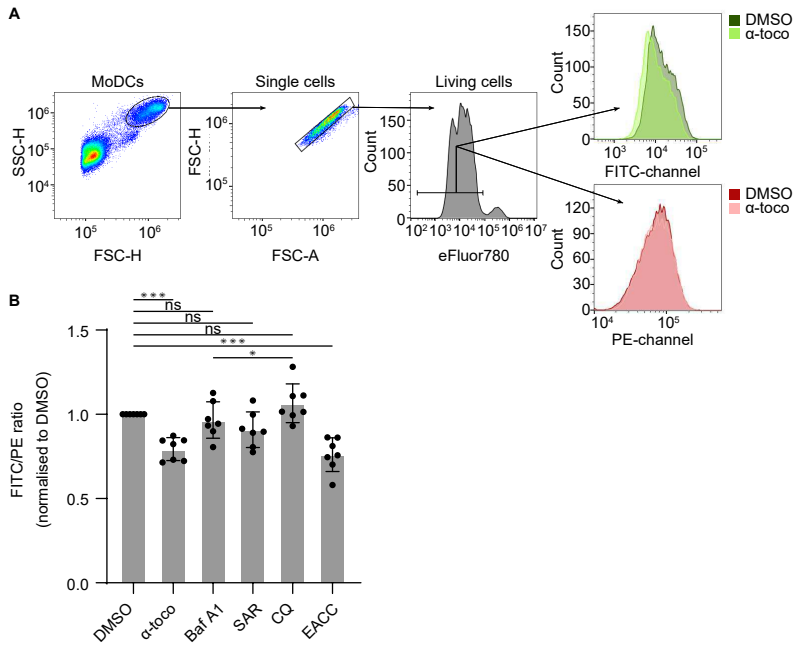 A
MoDCs
SSC-H
10⁶
10⁵
10⁴
10⁵ 10⁶
FSC-H
Single cells
FSC-H
10⁶
10⁵
10⁵ 10⁶
FSC-A
Living cells
Count
150
100
50
0
10² 10³ 10⁴ 10⁵ 10⁶ 10⁷
eFluor780
Count
150
100
50
0
10³ 10⁴ 10⁵
FITC-channel
DMSO
α-toco
Count
120
90
60
30
0
10⁴ 10⁵
PE-channel
DMSO
α-toco
B
***
ns
ns
ns
***
*
FITC/PE ratio
(normalised to DMSO)
1.5
1.0
0.5
0.0
DMSO
α-toco
Baf A1
SAR
CQ
EACC